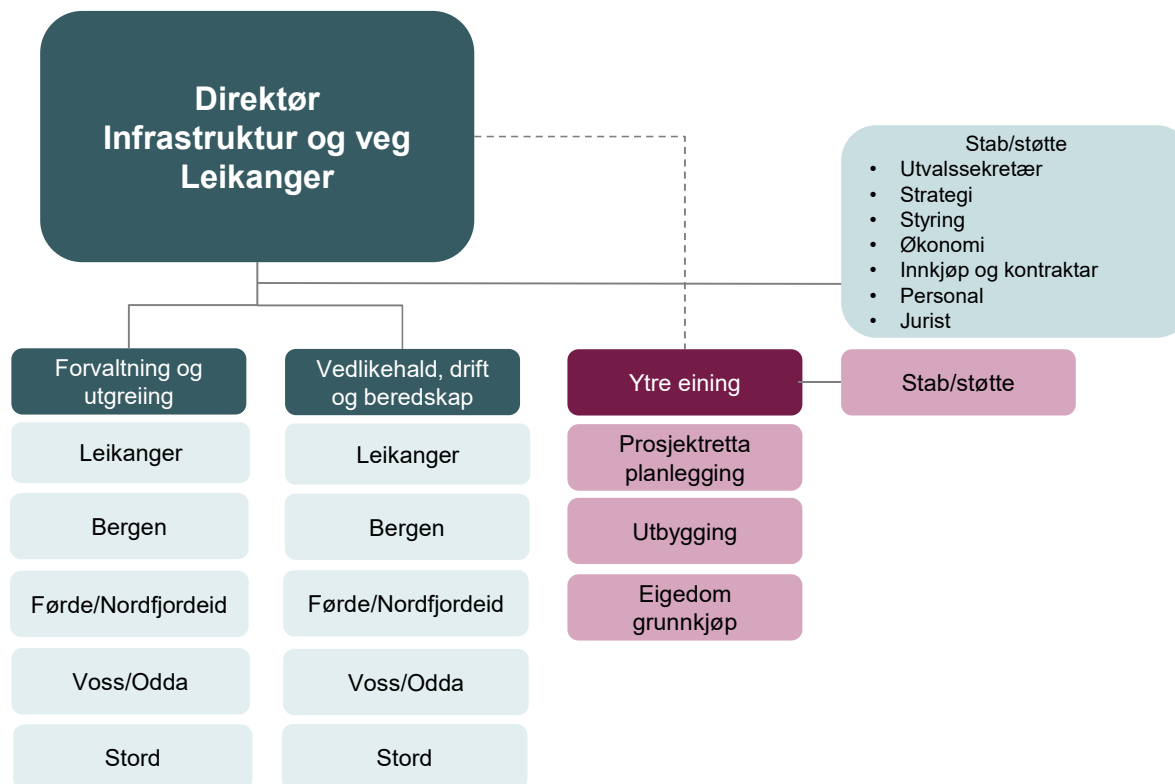 Direktør
Infrastruktur og veg
Leikanger
Stab/støtte
• Utvalssekretær
• Strategi
• Styring
• Økonomi
• Innkjøp og kontraktar
• Personal
• Jurist
Forvaltning og
utgreiing
Leikanger
Bergen
Førde/Nordfjordeid
Voss/Odda
Stord
Vedlikehald, drift
og beredskap
Leikanger
Bergen
Førde/Nordfjordeid
Voss/Odda
Stord
Ytre eining
Prosjektretta
planlegging
Utbygging
Eigedom
grunnkjøp
Stab/støtte